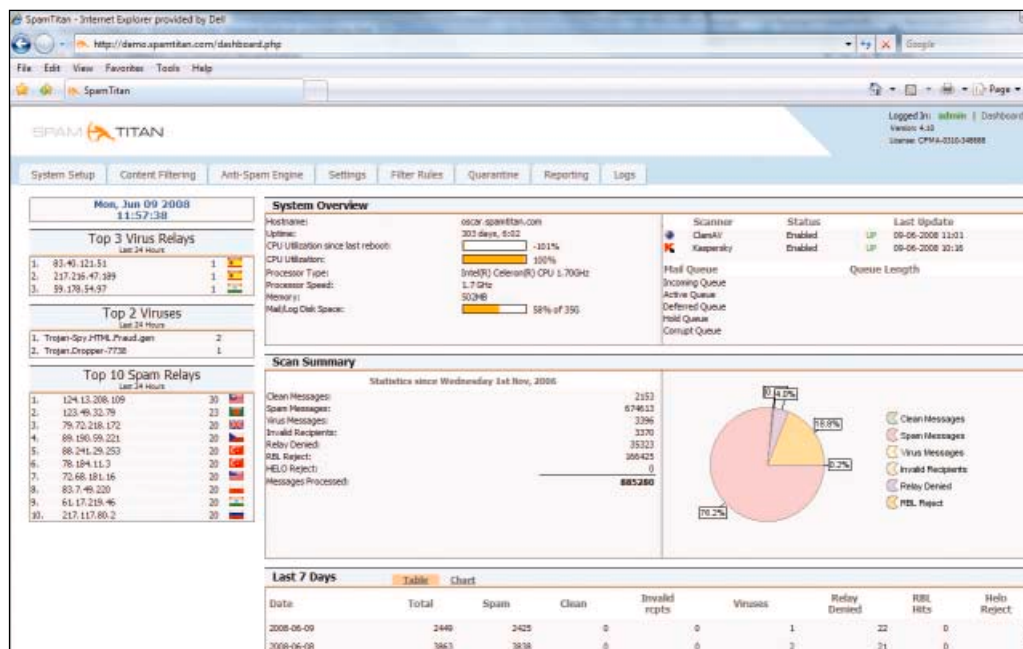 SpamTitan - Internet Explorer provided by Dell
http://demo.spamtitan.com/dashboard.php
Google
File Edit View Favorites Tools Help
SpamTitan
Page
SPAM TITAN
Logged In: admin | Dashboard
Version: 4.10
System Setup Content Filtering Anti-Spam Engine Settings Filter Rules Quarantine Reporting Logs
Mon, Jun 09 2008
11:57:38
Top 3 Virus Relays
Last 24 Hours
1. 83.40.121.51 1
2. 217.216.47.189 1
3. 59.178.54.97 1
Top 2 Viruses
Last 24 Hours
1. Trojan-Spy.HTML.Fraud.gen 2
2. Trojan.Dropper-7738 1
Top 10 Spam Relays
Last 24 Hours
1. 124.13.208.109 30
2. 123.49.32.79 23
3. 79.72.218.172 20
4. 89.190.59.221 20
5. 88.241.29.253 20
6. 78.184.11.3 20
7. 72.68.181.16 20
8. 83.7.49.220 20
9. 61.17.219.46 20
10. 217.117.80.2 20
System Overview
Hostname: oscar.spamtitan.com
Uptime: 303 days, 6:02
CPU Utilization since last reboot: -101%
CPU Utilization: 100%
Processor Type: Intel(R) Celeron(R) CPU 1.70GHz
Processor Speed: 1.7 GHz
Memory: 502MB
Mail/Log Disk Space: 58% of 35G
Scanner Status Last Update
ClamAV Enabled UP 09-06-2008 11:01
Kaspersky Enabled UP 09-06-2008 10:16
Mail Queue Queue Length
Incoming Queue
Active Queue
Deferred Queue
Hold Queue
Corrupt Queue
Scan Summary
Statistics since Wednesday 1st Nov, 2006
Clean Messages: 2153
Spam Messages: 674613
Virus Messages: 3396
Invalid Recipients: 3370
Relay Denied: 35323
RBL Reject: 166425
HELO Reject: 0
Messages Processed: 885280
4.0%
18.8%
0.2%
76.2%
Clean Messages
Spam Messages
Virus Messages
Invalid Recipients
Relay Denied
RBL Reject
Last 7 Days Table Chart
Date Total Spam Clean Invalid rcpts Viruses Relay Denied RBL Hits Helo Reject
2008-06-09 2449 2425 0 0 1 22 0
2008-06-08 3863 3838 0 0 2 21 0